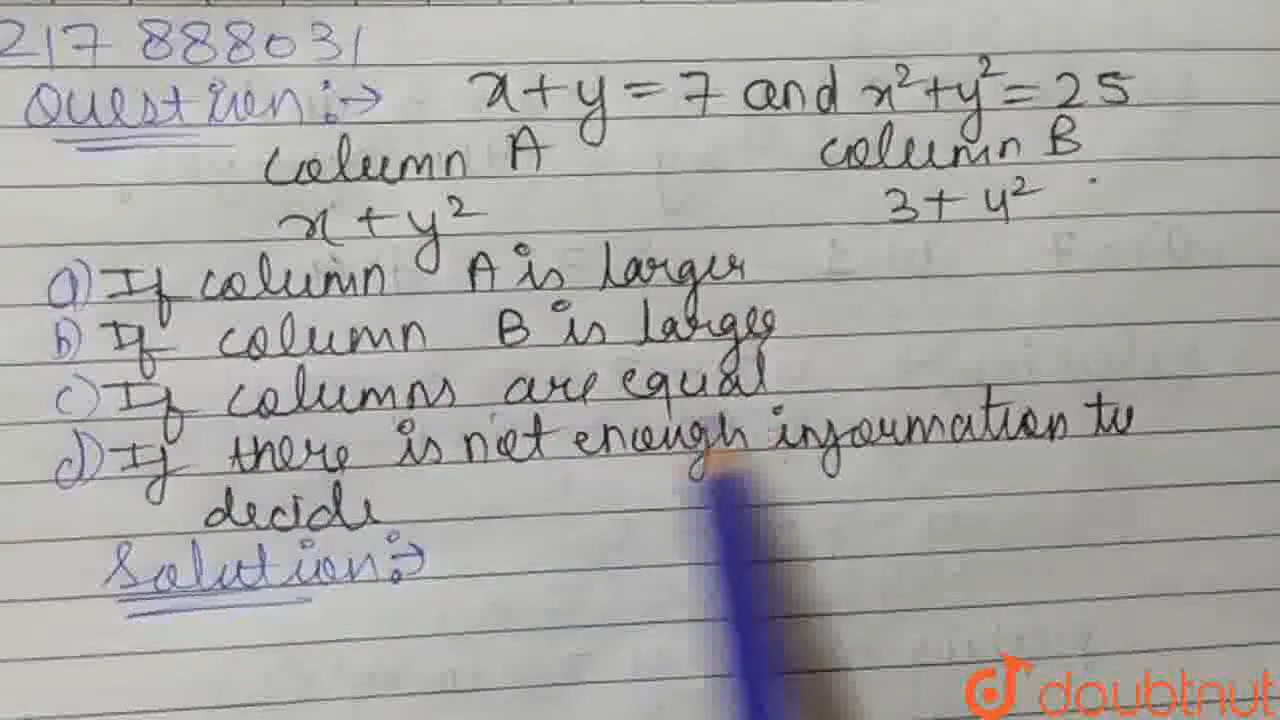 217 888031
Question:→ x+y=7 and x²+y²=25
Column A Column B
x+y² 3+y²
a) If column A is larger
b) If column B is larger
c) If columns are equal
d) If there is not enough information to
decide
Solution:→
doubtnut